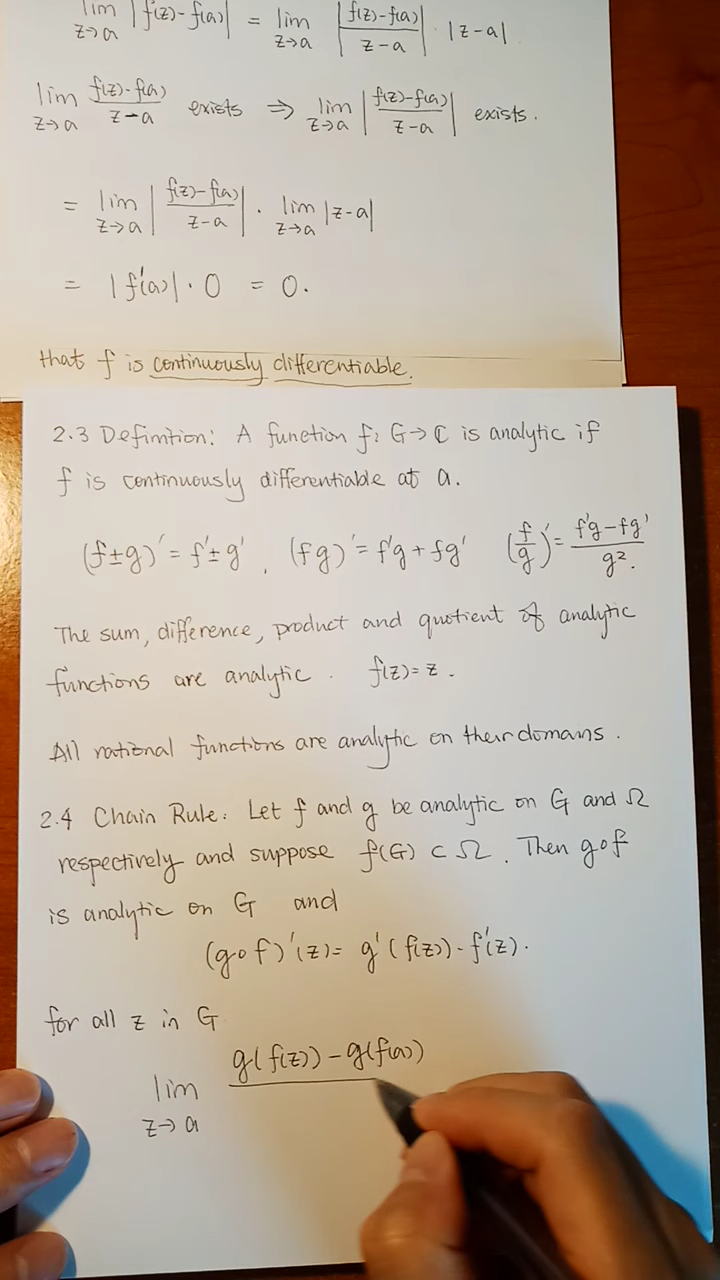 lim z→a |f(z)-f(a)| = lim z→a |f(z)-f(a) / z-a| · |z-a|
lim z→a f(z)-f(a) / z-a exists ⇒ lim z→a |f(z)-f(a) / z-a| exists.
= lim z→a |f(z)-f(a) / z-a| · lim z→a |z-a|
= |f'(a)| · 0 = 0.
that f is continuously differentiable.
2.3 Definition: A function f: G→ℂ is analytic if
f is continuously differentiable at a.
(f±g)' = f'±g', (fg)' = f'g + fg' (f/g)' = f'g-fg' / g².
The sum, difference, product and quotient of analytic
functions are analytic. f(z)=z.
All rational functions are analytic on their domains.
2.4 Chain Rule. Let f and g be analytic on G and Ω
respectively and suppose f(G) ⊂ Ω. Then g∘f
is analytic on G and
(g∘f)'(z) = g'(f(z))·f'(z).
for all z in G
lim z→a g(f(z)) - g(f(a))